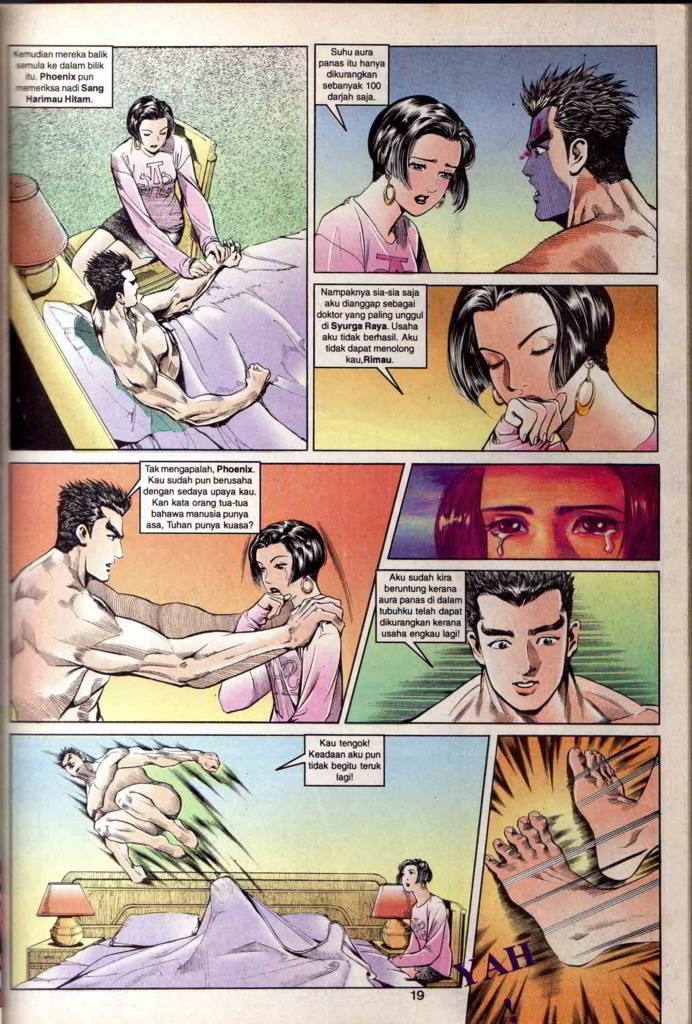 Kemudian mereka balik
semula ke dalam bilik
itu. Phoenix pun
memeriksa nadi Sang
Harimau Hitam.
Suhu aura
panas itu hanya
dikurangkan
sebanyak 100
darjah saja.
Nampaknya sia-sia saja
aku dianggap sebagai
doktor yang paling unggul
di Syurga Raya. Usaha
aku tidak berhasil. Aku
tidak dapat menolong
kau,Rimau.
Tak mengapalah, Phoenix.
Kau sudah pun berusaha
dengan sedaya upaya kau.
Kan kata orang tua-tua
bahawa manusia punya
asa, Tuhan punya kuasa?
Aku sudah kira
beruntung kerana
aura panas di dalam
tubuhku telah dapat
dikurangkan kerana
usaha engkau lagi!
Kau tengok!
Keadaan aku pun
tidak begitu teruk
lagi!
YAH
!
19